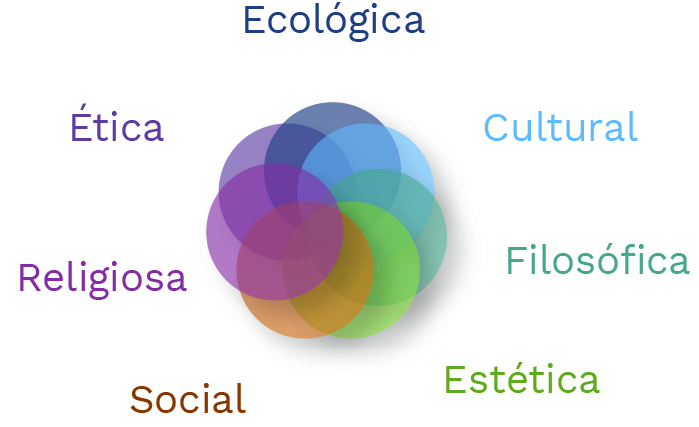 Ecológica
Ética
Cultural
Filosófica
Religiosa
Estética
Social